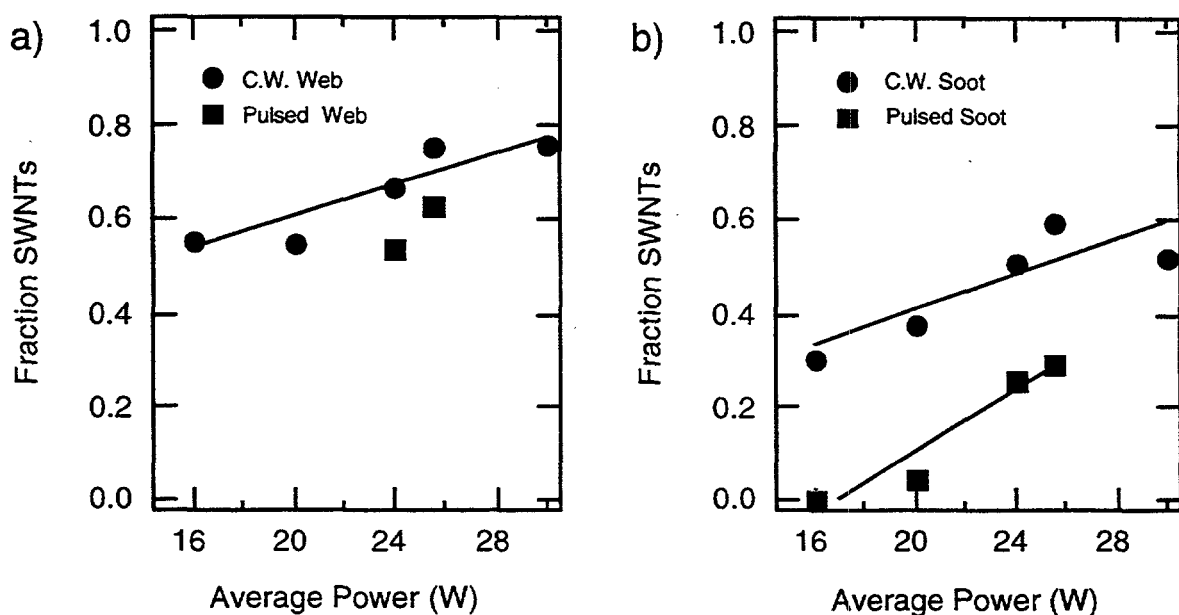 a)
1.0
0.8
0.6
0.4
0.2
0.0
Fraction SWNTs
C.W. Web
Pulsed Web
16 20 24 28
Average Power (W)
b)
1.0
0.8
0.6
0.4
0.2
0.0
Fraction SWNTs
C.W. Soot
Pulsed Soot
16 20 24 28
Average Power (W)